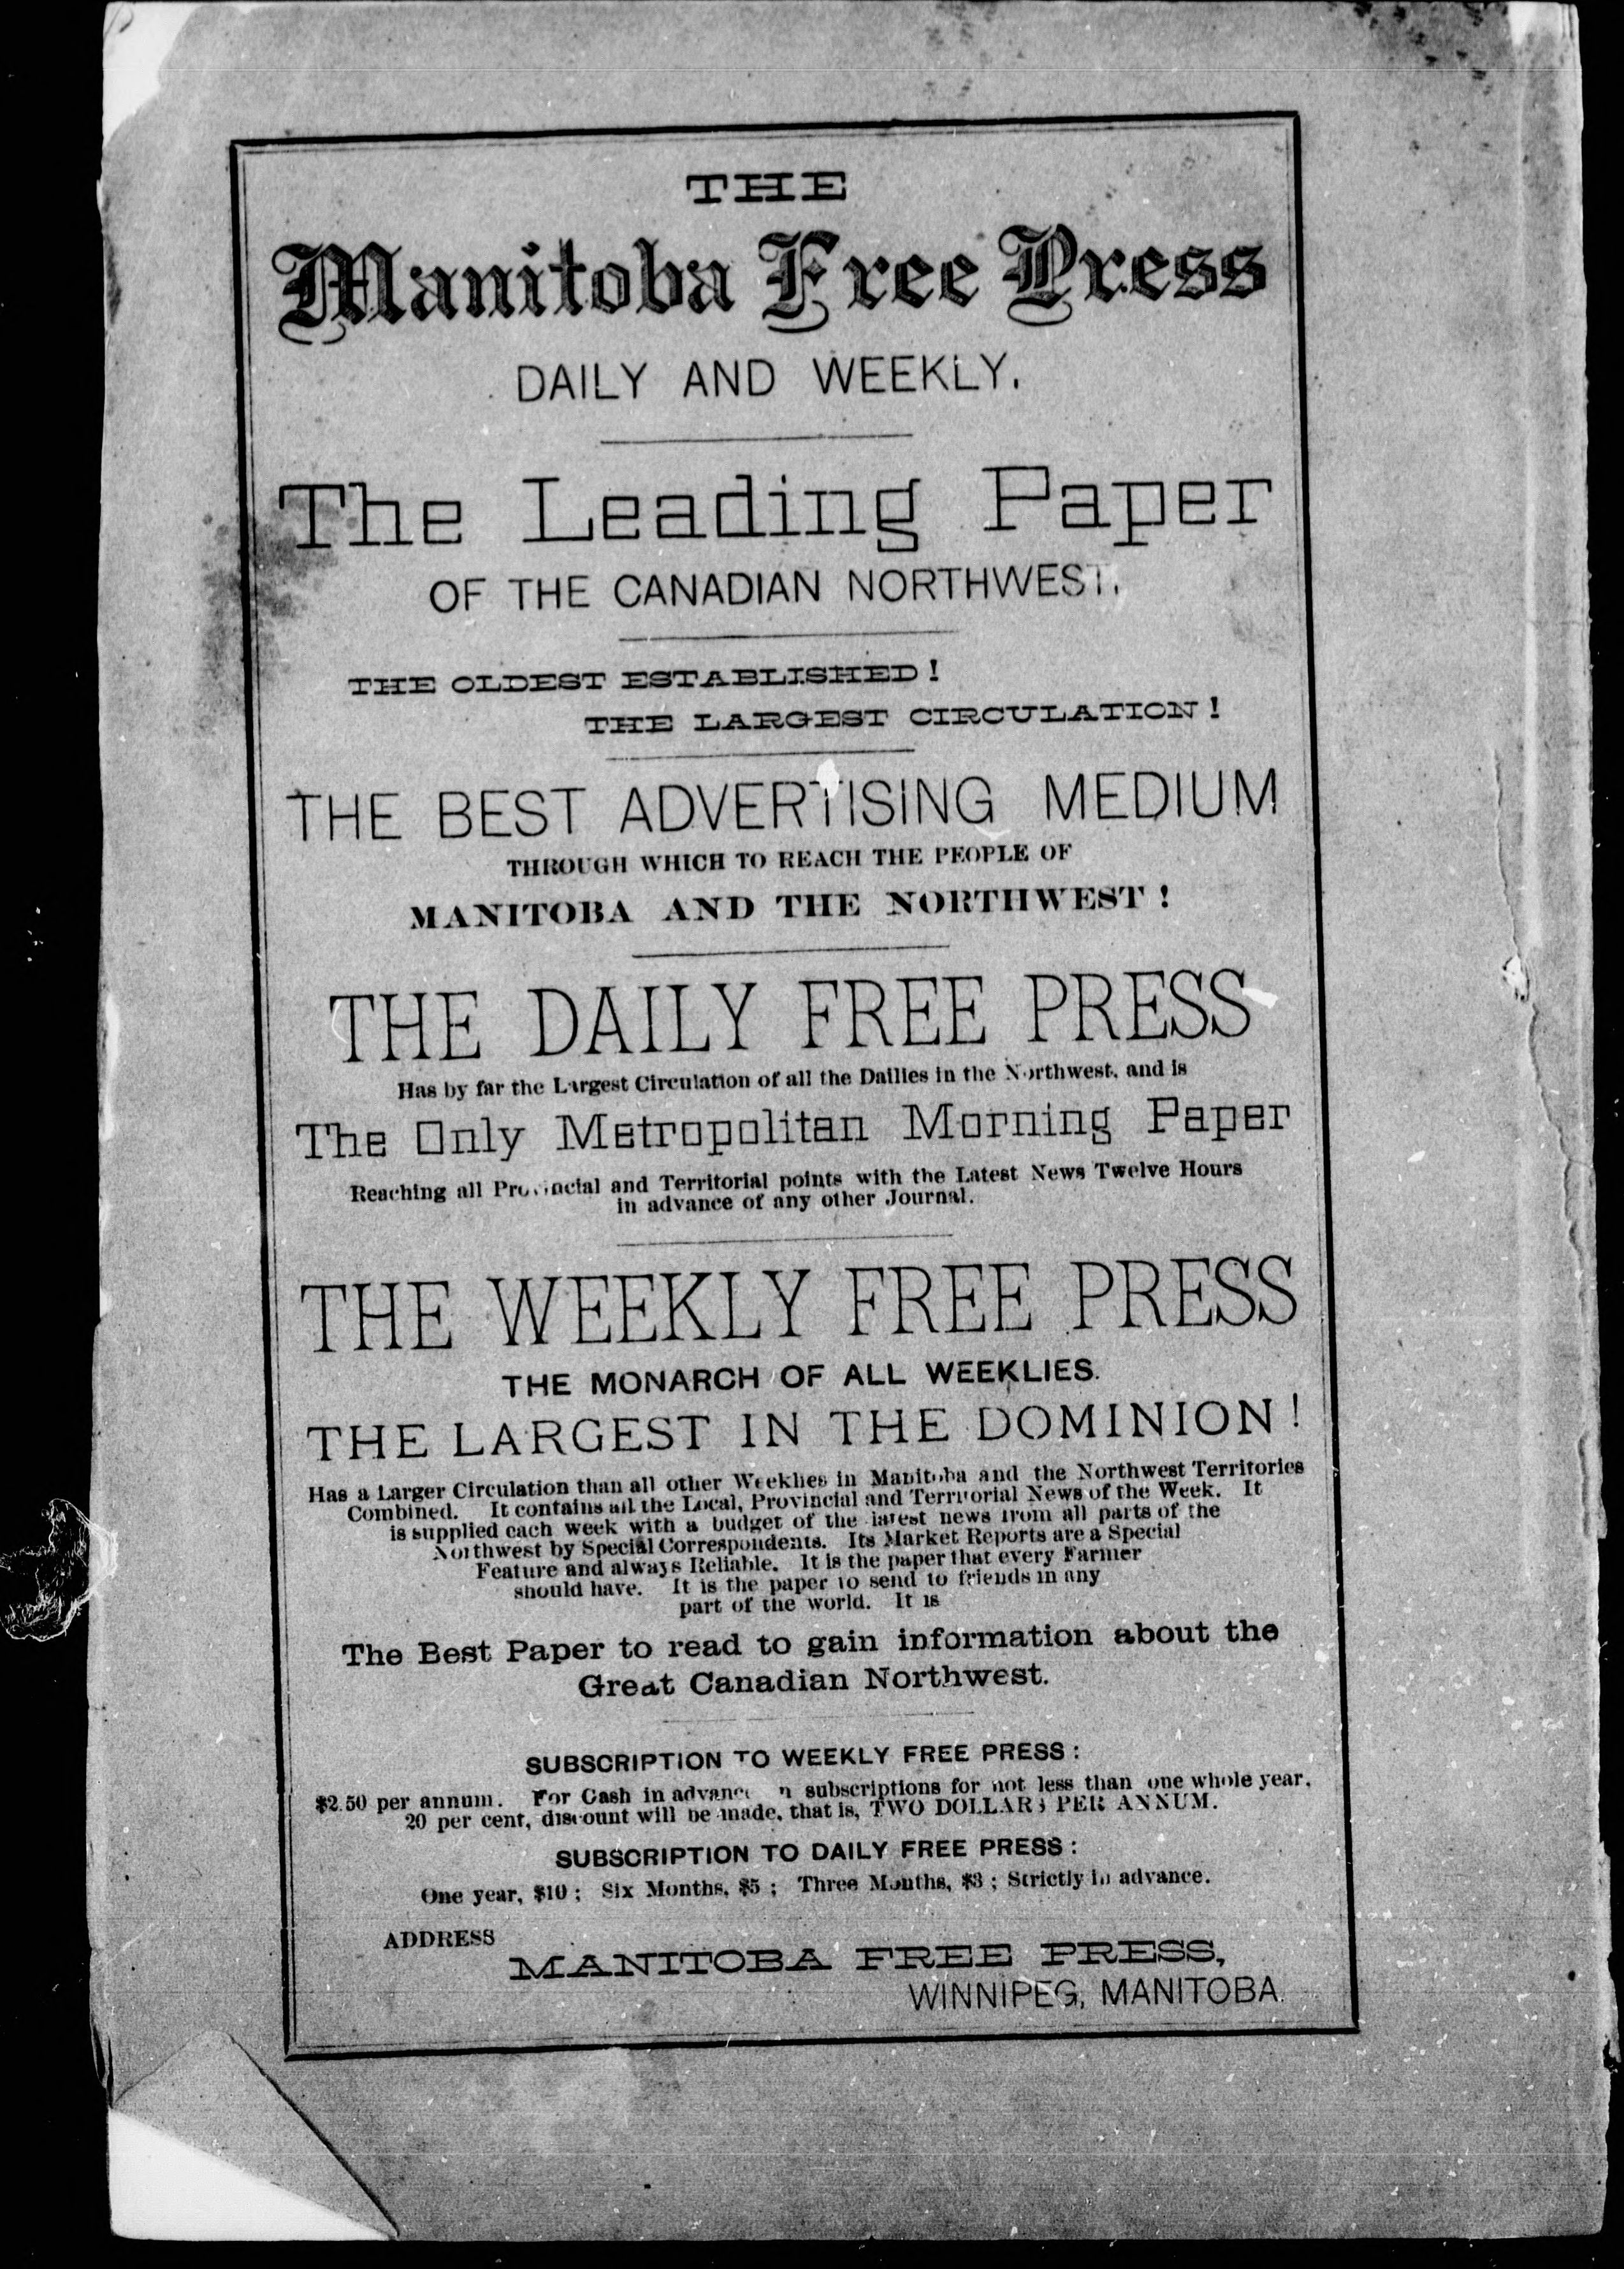 THE
Manitoba Free Press
DAILY AND WEEKLY.
The Leading Paper
OF THE CANADIAN NORTHWEST.
THE OLDEST ESTABLISHED!
THE LARGEST CIRCULATION!
THE BEST ADVERTISING MEDIUM
THROUGH WHICH TO REACH THE PEOPLE OF
MANITOBA AND THE NORTHWEST!
THE DAILY FREE PRESS
Has by far the Largest Circulation of all the Dailies in the Northwest, and is
The Only Metropolitan Morning Paper
Reaching all Provincial and Territorial points with the Latest News Twelve Hours
in advance of any other Journal.
THE WEEKLY FREE PRESS
THE MONARCH OF ALL WEEKLIES.
THE LARGEST IN THE DOMINION!
Has a Larger Circulation than all other Weeklies in Manitoba and the Northwest Territories
Combined. It contains all the Local, Provincial and Territorial News of the Week. It
is supplied each week with a budget of the latest news from all parts of the
Northwest by Special Correspondents. Its Market Reports are a Special
Feature and always Reliable. It is the paper that every Farmer
should have. It is the paper to send to friends in any
part of the world. It is
The Best Paper to read to gain information about the
Great Canadian Northwest.
SUBSCRIPTION TO WEEKLY FREE PRESS:
$2.50 per annum. For Cash in advance on subscriptions for not less than one whole year,
20 per cent, discount will be made, that is, TWO DOLLARS PER ANNUM.
SUBSCRIPTION TO DAILY FREE PRESS:
One year, $10; Six Months, $5; Three Months, $3; Strictly in advance.
ADDRESS
MANITOBA FREE PRESS,
WINNIPEG, MANITOBA.